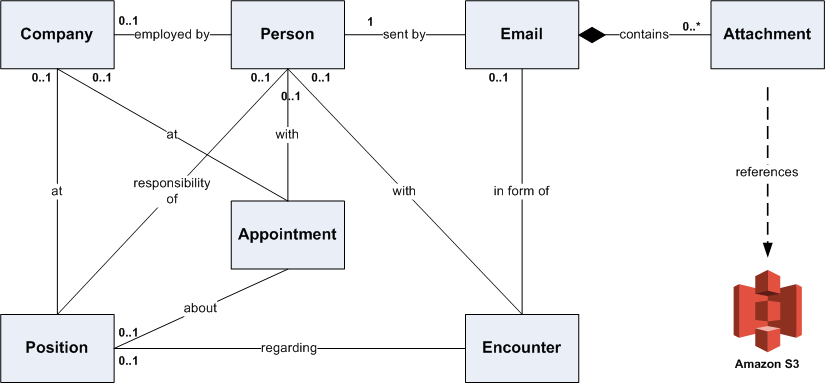 0..1
1
0..*
Company
employed by
Person
sent by
Email
contains
Attachment
0..1
0..1
0..1
0..1
0..1
0..1
at
with
references
at
responsibility
of
with
in form of
Appointment
about
0..1
Position
regarding
Encounter
0..1
Amazon S3